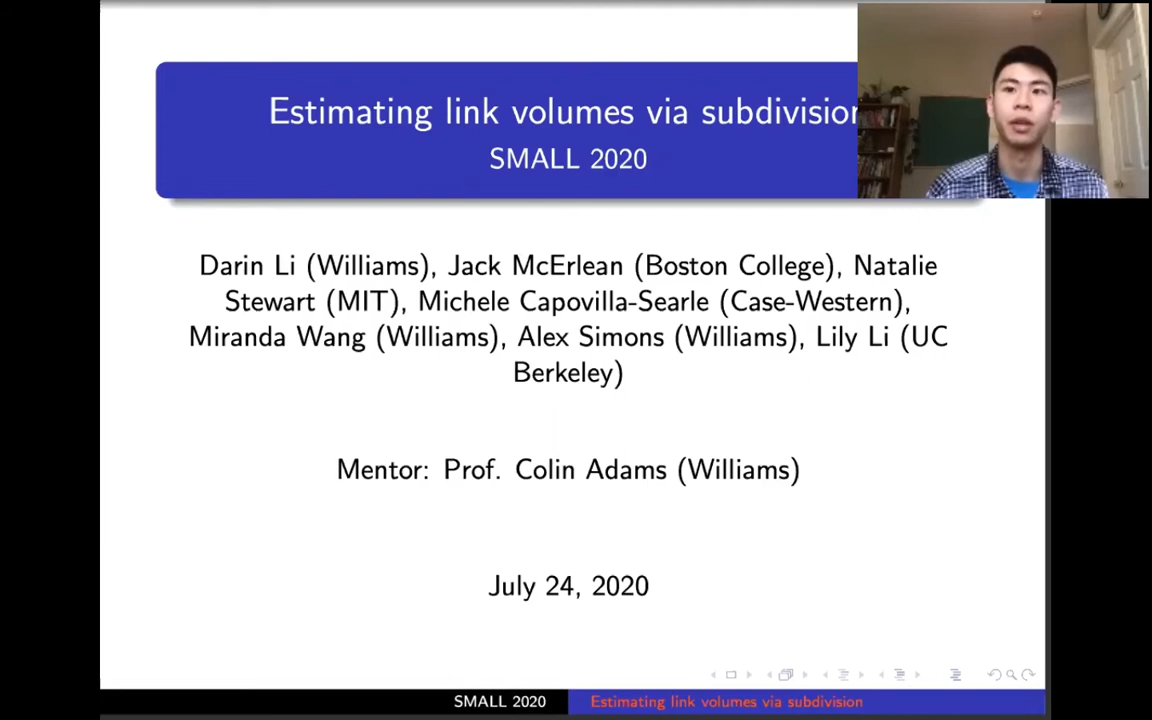 Estimating link volumes via subdivision
SMALL 2020
Darin Li (Williams), Jack McErlean (Boston College), Natalie
Stewart (MIT), Michele Capovilla-Searle (Case-Western),
Miranda Wang (Williams), Alex Simons (Williams), Lily Li (UC
Berkeley)
Mentor: Prof. Colin Adams (Williams)
July 24, 2020
SMALL 2020
Estimating link volumes via subdivision